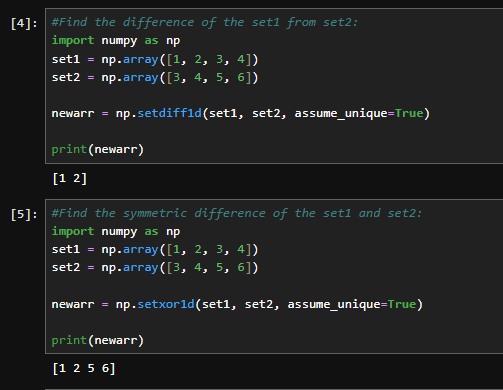 [4]: #Find the difference of the set1 from set2:
import numpy as np
set1 = np.array([1, 2, 3, 4])
set2 = np.array([3, 4, 5, 6])
newarr = np.setdiff1d(set1, set2, assume_unique=True)
print(newarr)
[1 2]
[5]: #Find the symmetric difference of the set1 and set2:
import numpy as np
set1 = np.array([1, 2, 3, 4])
set2 = np.array([3, 4, 5, 6])
newarr = np.setxor1d(set1, set2, assume_unique=True)
print(newarr)
[1 2 5 6]